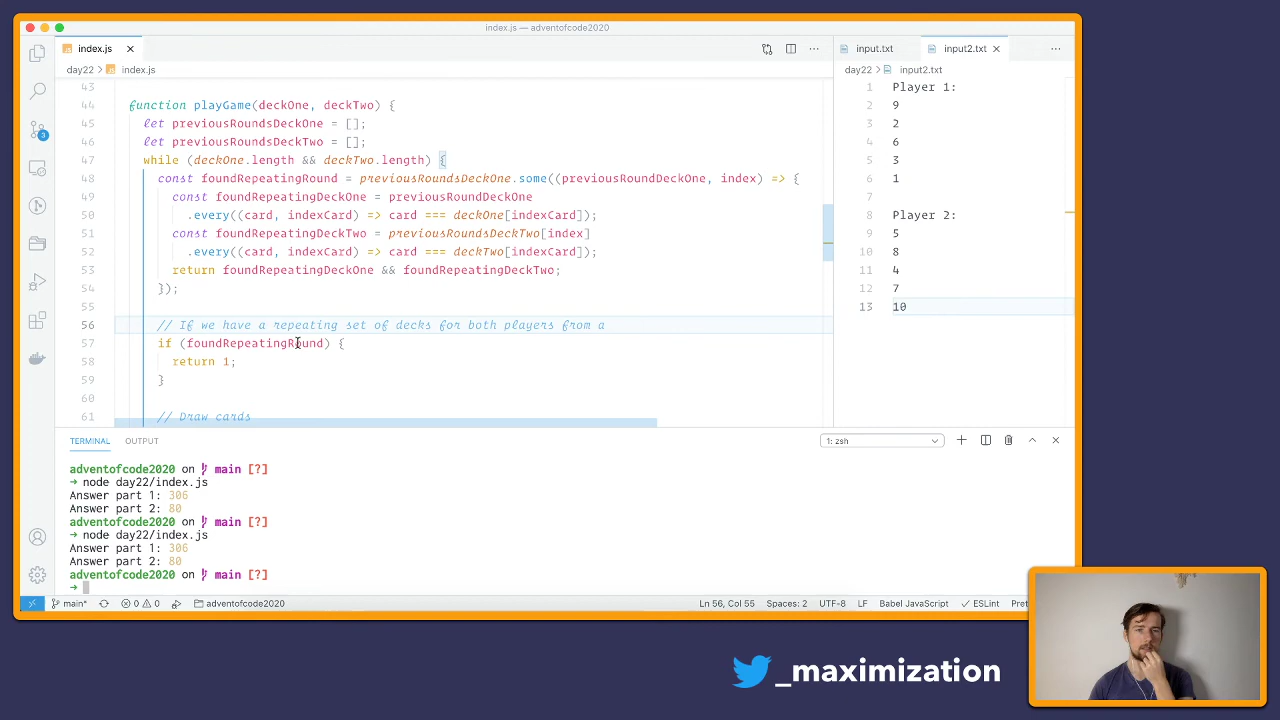 index.js — adventofcode2020
index.js
input.txt
input2.txt
day22 > index.js
day22 > input2.txt
43
44 function playGame(deckOne, deckTwo) {
45 let previousRoundsDeckOne = [];
46 let previousRoundsDeckTwo = [];
47 while (deckOne.length && deckTwo.length) {
48 const foundRepeatingRound = previousRoundsDeckOne.some((previousRoundDeckOne, index) => {
49 const foundRepeatingDeckOne = previousRoundDeckOne
50 .every((card, indexCard) => card === deckOne[indexCard]);
51 const foundRepeatingDeckTwo = previousRoundsDeckTwo[index]
52 .every((card, indexCard) => card === deckTwo[indexCard]);
53 return foundRepeatingDeckOne && foundRepeatingDeckTwo;
54 });
55
56 // If we have a repeating set of decks for both players from a
57 if (foundRepeatingRound) {
58 return 1;
59 }
60
61 // Draw cards
1 Player 1:
2 9
3 2
4 6
5 3
6 1
7
8 Player 2:
9 5
10 8
11 4
12 7
13 10
3
TERMINAL OUTPUT
1: zsh
adventofcode2020 on main [?]
➜ node day22/index.js
Answer part 1: 306
Answer part 2: 80
adventofcode2020 on main [?]
➜ node day22/index.js
Answer part 1: 306
Answer part 2: 80
adventofcode2020 on main [?]
➜
main* 0 0 adventofcode2020 Ln 56, Col 55 Spaces: 2 UTF-8 LF Babel JavaScript ESLint Pret
_maximization